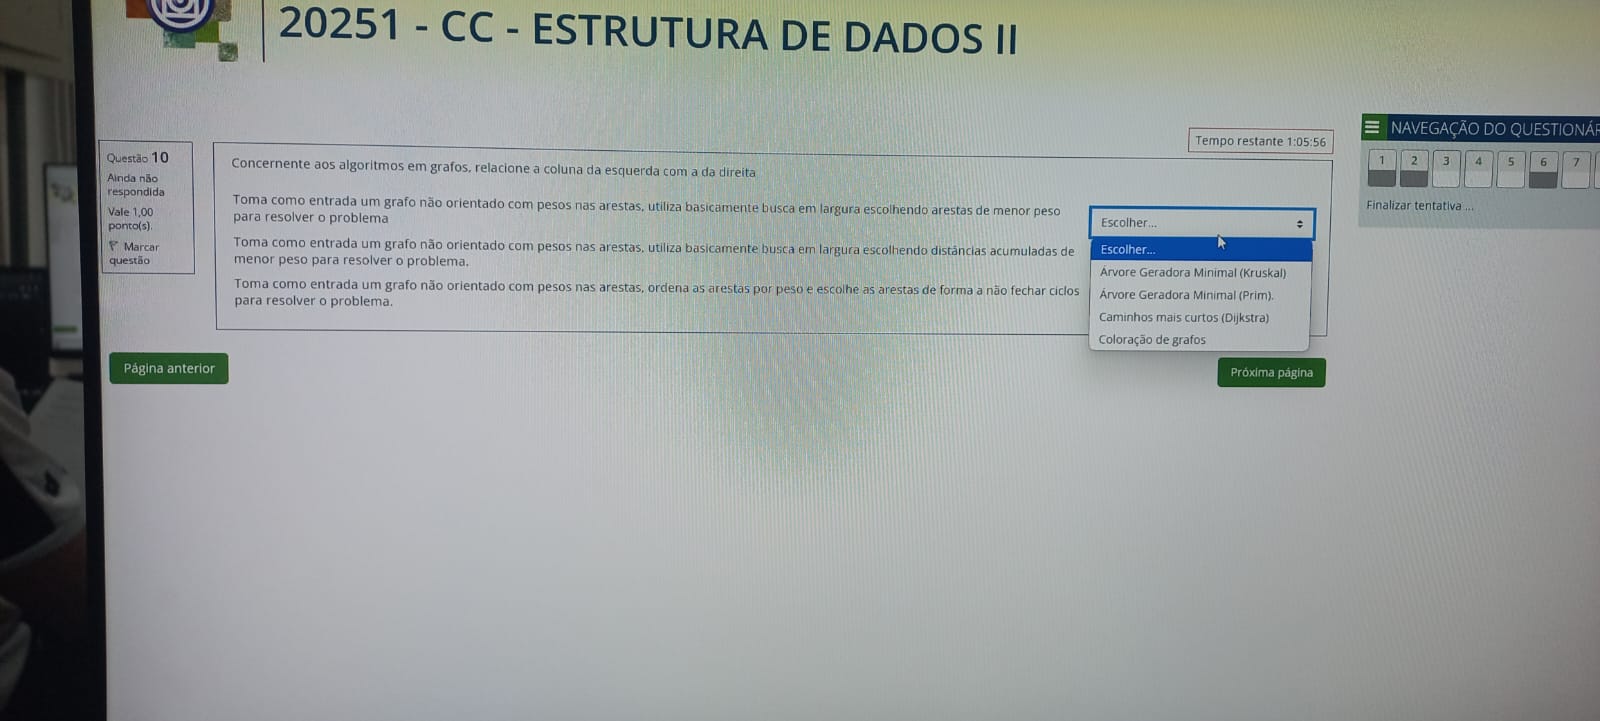 20251 - CC - ESTRUTURA DE DADOS II
Questão 10
Ainda não
respondida
Vale 1,00
ponto(s).
Marcar
questão
Tempo restante 1:05:56
Concernente aos algoritmos em grafos, relacione a coluna da esquerda com a da direita
Toma como entrada um grafo não orientado com pesos nas arestas, utiliza basicamente busca em largura escolhendo arestas de menor peso
para resolver o problema
Toma como entrada um grafo não orientado com pesos nas arestas, utiliza basicamente busca em largura escolhendo distâncias acumuladas de
menor peso para resolver o problema.
Toma como entrada um grafo não orientado com pesos nas arestas, ordena as arestas por peso e escolhe as arestas de forma a não fechar ciclos
para resolver o problema.
Escolher...
Escolher...
Árvore Geradora Minimal (Kruskal)
Árvore Geradora Minimal (Prim).
Caminhos mais curtos (Dijkstra)
Coloração de grafos
Página anterior
Próxima página
NAVEGAÇÃO DO QUESTIONÁR
1 2 3 4 5 6 7
Finalizar tentativa ...